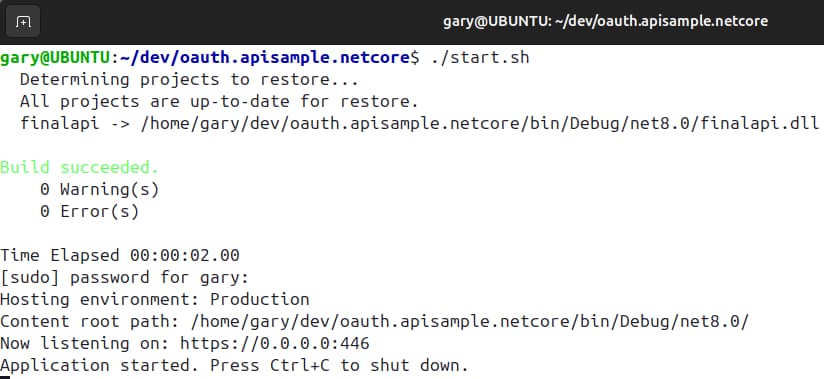 gary@UBUNTU: ~/dev/oauth.apisample.netcore
gary@UBUNTU:~/dev/oauth.apisample.netcore$ ./start.sh
  Determining projects to restore...
  All projects are up-to-date for restore.
  finalapi -> /home/gary/dev/oauth.apisample.netcore/bin/Debug/net8.0/finalapi.dll
Build succeeded.
    0 Warning(s)
    0 Error(s)
Time Elapsed 00:00:02.00
[sudo] password for gary:
Hosting environment: Production
Content root path: /home/gary/dev/oauth.apisample.netcore/bin/Debug/net8.0/
Now listening on: https://0.0.0.0:446
Application started. Press Ctrl+C to shut down.